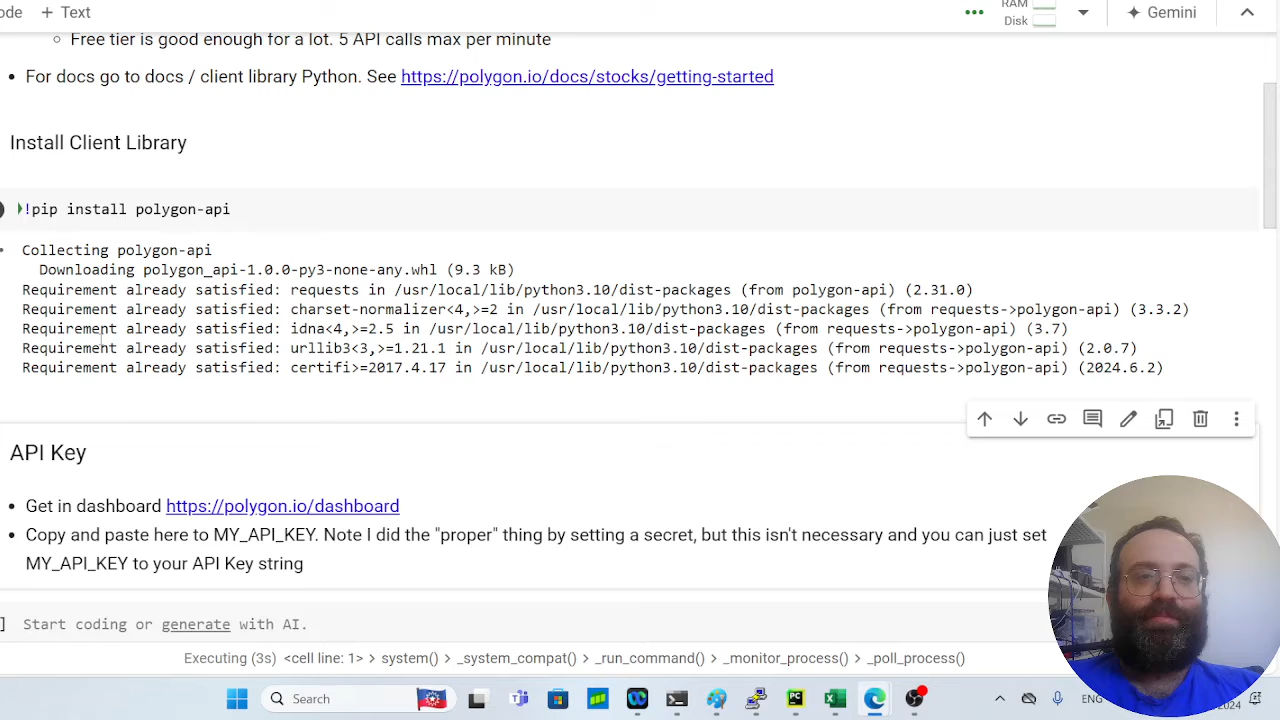 ode + Text
RAM
Disk
Gemini
Free tier is good enough for a lot. 5 API calls max per minute
For docs go to docs / client library Python. See https://polygon.io/docs/stocks/getting-started
Install Client Library
!pip install polygon-api
Collecting polygon-api
Downloading polygon_api-1.0.0-py3-none-any.whl (9.3 kB)
Requirement already satisfied: requests in /usr/local/lib/python3.10/dist-packages (from polygon-api) (2.31.0)
Requirement already satisfied: charset-normalizer<4,>=2 in /usr/local/lib/python3.10/dist-packages (from requests->polygon-api) (3.3.2)
Requirement already satisfied: idna<4,>=2.5 in /usr/local/lib/python3.10/dist-packages (from requests->polygon-api) (3.7)
Requirement already satisfied: urllib3<3,>=1.21.1 in /usr/local/lib/python3.10/dist-packages (from requests->polygon-api) (2.0.7)
Requirement already satisfied: certifi>=2017.4.17 in /usr/local/lib/python3.10/dist-packages (from requests->polygon-api) (2024.6.2)
API Key
Get in dashboard https://polygon.io/dashboard
Copy and paste here to MY_API_KEY. Note I did the "proper" thing by setting a secret, but this isn't necessary and you can just set
MY_API_KEY to your API Key string
] Start coding or generate with AI.
Executing (3s) <cell line: 1> > system() > _system_compat() > _run_command() > _monitor_process() > _poll_process()
Search
ENG
2024